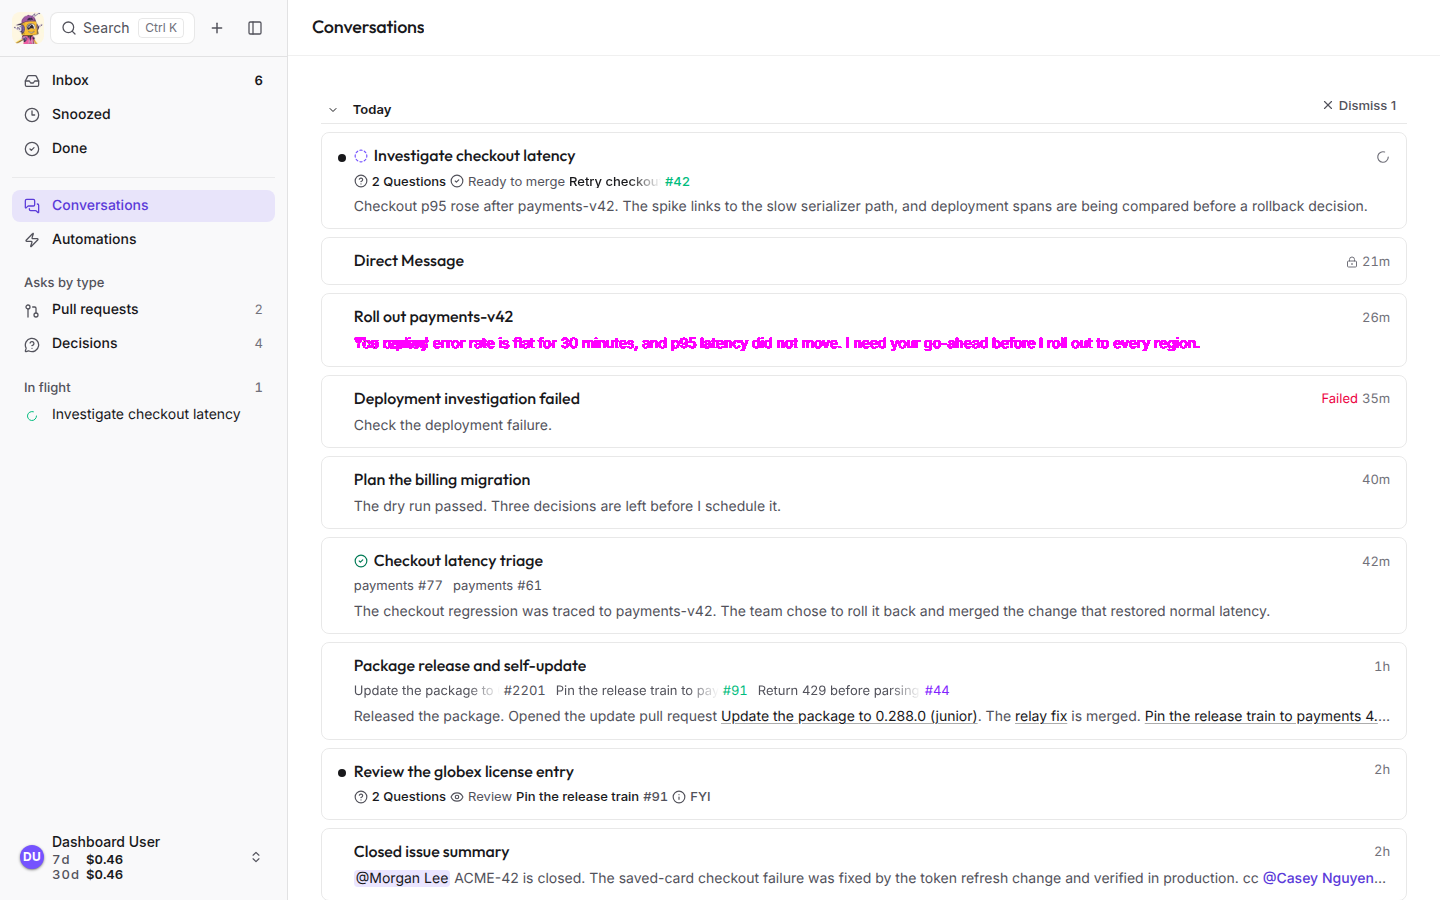 Search Ctrl K
Inbox 6
Snoozed
Done
Conversations
Automations
Asks by type
Pull requests 2
Decisions 4
In flight 1
Investigate checkout latency
DU
Dashboard User
7d $0.46
30d $0.46
Conversations
Today
Dismiss 1
Investigate checkout latency
2 Questions Ready to merge Retry checkou #42
Checkout p95 rose after payments-v42. The spike links to the slow serializer path, and deployment spans are being compared before a rollback decision.
Direct Message 21m
Roll out payments-v42 26m
error rate is flat for 30 minutes, and p95 latency did not move. I need your go-ahead before I roll out to every region.
Deployment investigation failed Failed 35m
Check the deployment failure.
Plan the billing migration 40m
The dry run passed. Three decisions are left before I schedule it.
Checkout latency triage 42m
payments #77 payments #61
The checkout regression was traced to payments-v42. The team chose to roll it back and merged the change that restored normal latency.
Package release and self-update 1h
Update the package to #2201 Pin the release train to pay #91 Return 429 before parsing #44
Released the package. Opened the update pull request Update the package to 0.288.0 (junior). The relay fix is merged. Pin the release train to payments 4....
Review the globex license entry 2h
2 Questions Review Pin the release train #91 FYI
Closed issue summary 2h
@Morgan Lee ACME-42 is closed. The saved-card checkout failure was fixed by the token refresh change and verified in production. cc @Casey Nguyen...